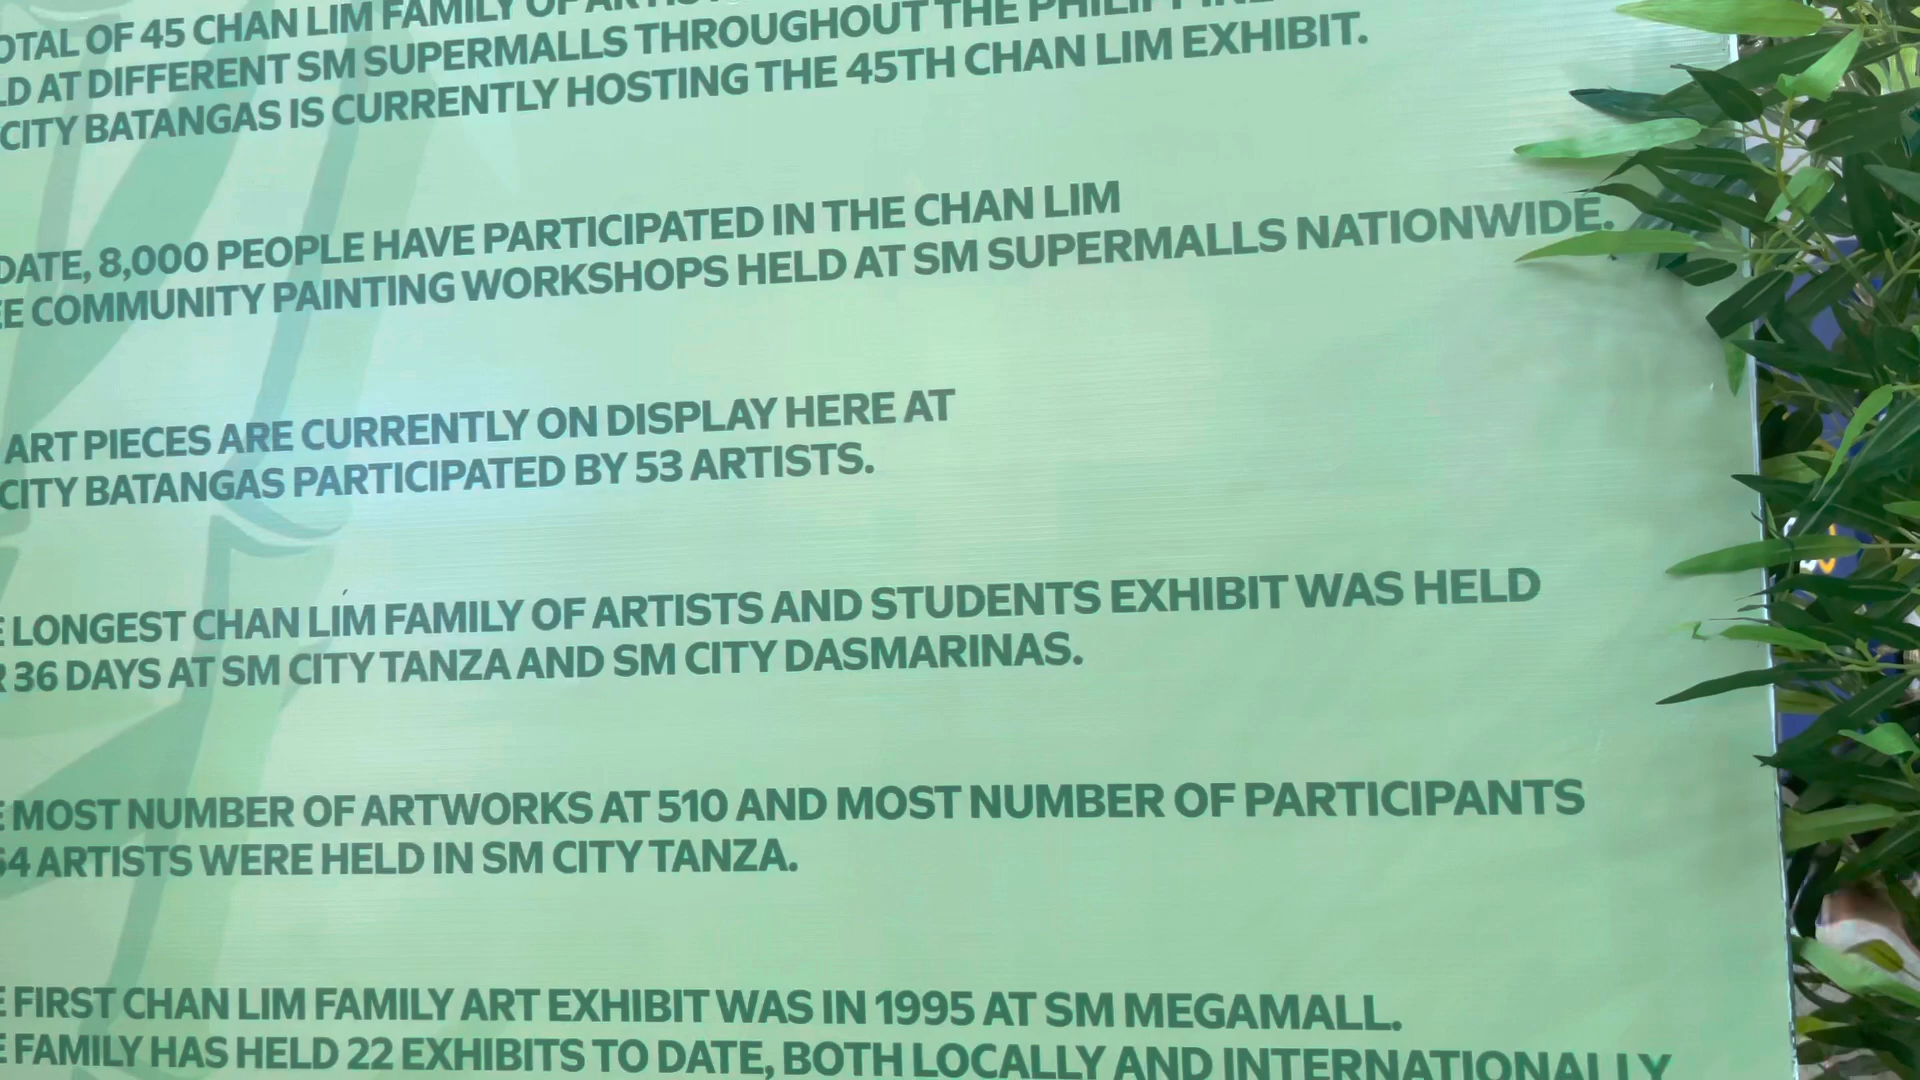 OTAL OF 45 CHAN LIM FAMILY OF
LD AT DIFFERENT SM SUPERMALLS THROUGHOUT THE
CITY BATANGAS IS CURRENTLY HOSTING THE 45TH CHAN LIM EXHIBIT.
DATE, 8,000 PEOPLE HAVE PARTICIPATED IN THE CHAN LIM
EE COMMUNITY PAINTING WORKSHOPS HELD AT SM SUPERMALLS NATIONWIDE.
ART PIECES ARE CURRENTLY ON DISPLAY HERE AT
CITY BATANGAS PARTICIPATED BY 53 ARTISTS.
E LONGEST CHAN LIM FAMILY OF ARTISTS AND STUDENTS EXHIBIT WAS HELD
R 36 DAYS AT SM CITY TANZA AND SM CITY DASMARINAS.
E MOST NUMBER OF ARTWORKS AT 510 AND MOST NUMBER OF PARTICIPANTS
64 ARTISTS WERE HELD IN SM CITY TANZA.
E FIRST CHAN LIM FAMILY ART EXHIBIT WAS IN 1995 AT SM MEGAMALL.
E FAMILY HAS HELD 22 EXHIBITS TO DATE, BOTH LOCALLY AND INTERNATIONALLY